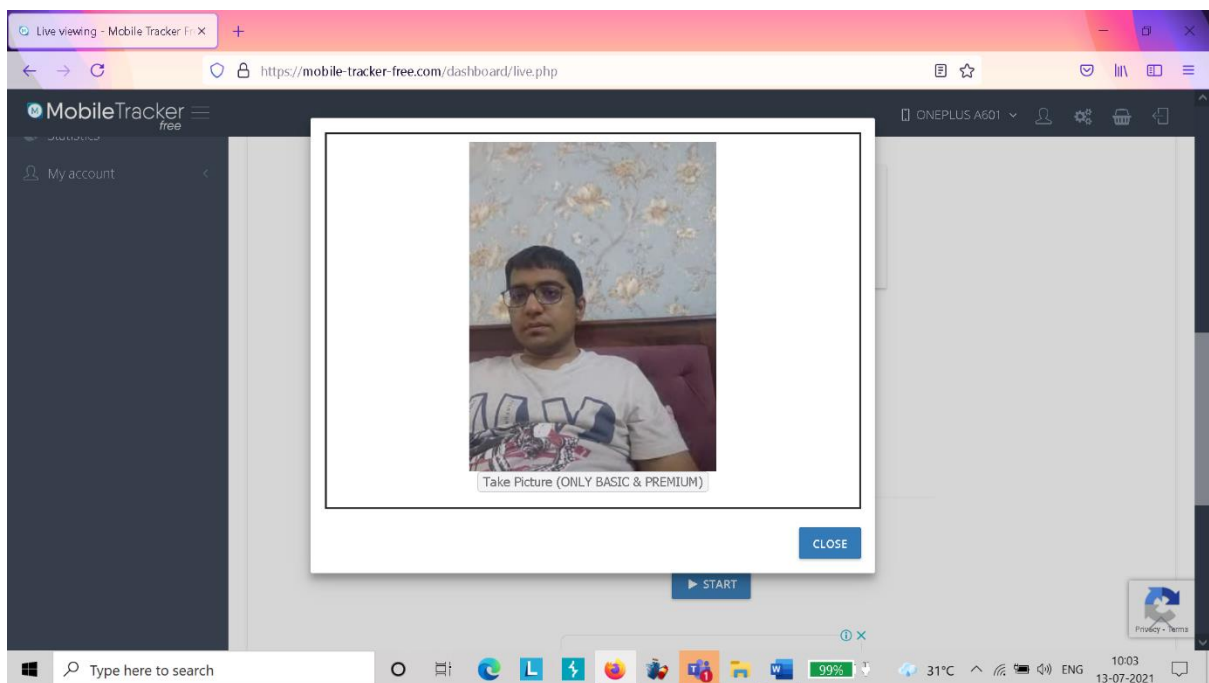 Live viewing - Mobile Tracker Fr
https://mobile-tracker-free.com/dashboard/live.php
MobileTracker
free
ONEPLUS A601
Statistics
My account
Take Picture (ONLY BASIC & PREMIUM)
CLOSE
START
Privacy - Terms
Type here to search
99%
31°C
ENG
10:03
13-07-2021